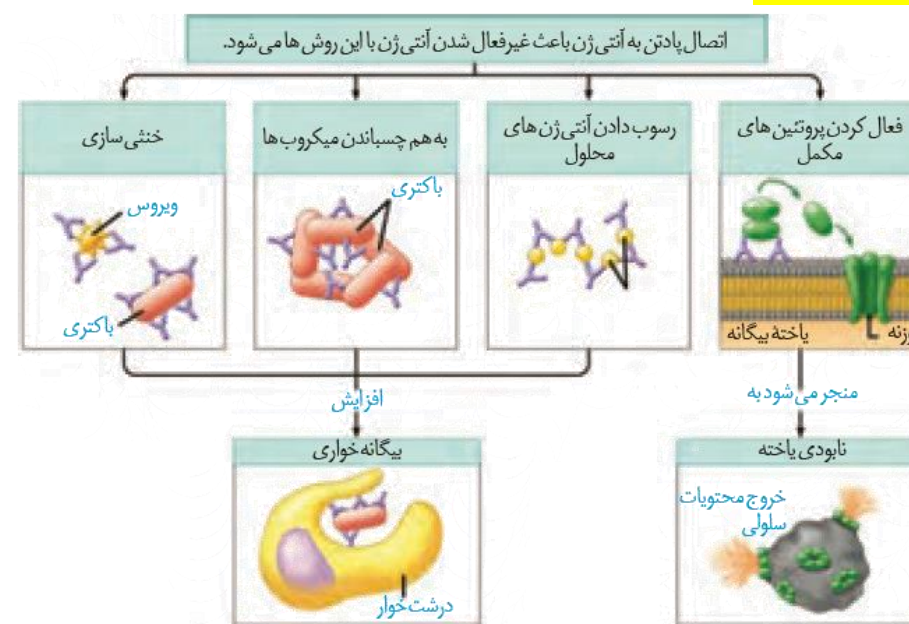 اتصال پادتن به آنتی ژن باعث غیرفعال شدن آنتی ژن با این روش ها می شود.
فعال کردن پروتئین های
مکمل
رسوب دادن آنتی ژن های
محلول
به هم چسباندن میکروب ها
خنثی سازی
باکتری
ویروس
باکتری
یاخته بیگانه
منجر می شود به
افزایش
نابودی یاخته
بیگانه خواری
خروج محتویات
سلولی
درشت خوار